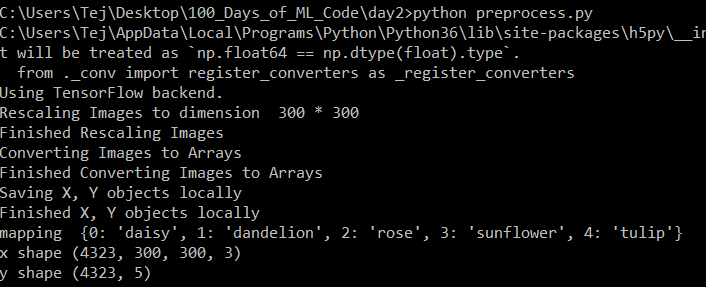 C:\Users\Tej\Desktop\100_Days_of_ML_Code\day2>python preprocess.py
C:\Users\Tej\AppData\Local\Programs\Python\Python36\lib\site-packages\h5py\__in
t will be treated as `np.float64 == np.dtype(float).type`.
  from ._conv import register_converters as _register_converters
Using TensorFlow backend.
Rescaling Images to dimension  300 * 300
Finished Rescaling Images
Converting Images to Arrays
Finished Converting Images to Arrays
Saving X, Y objects locally
Finished X, Y objects locally
mapping  {0: 'daisy', 1: 'dandelion', 2: 'rose', 3: 'sunflower', 4: 'tulip'}
x shape (4323, 300, 300, 3)
y shape (4323, 5)